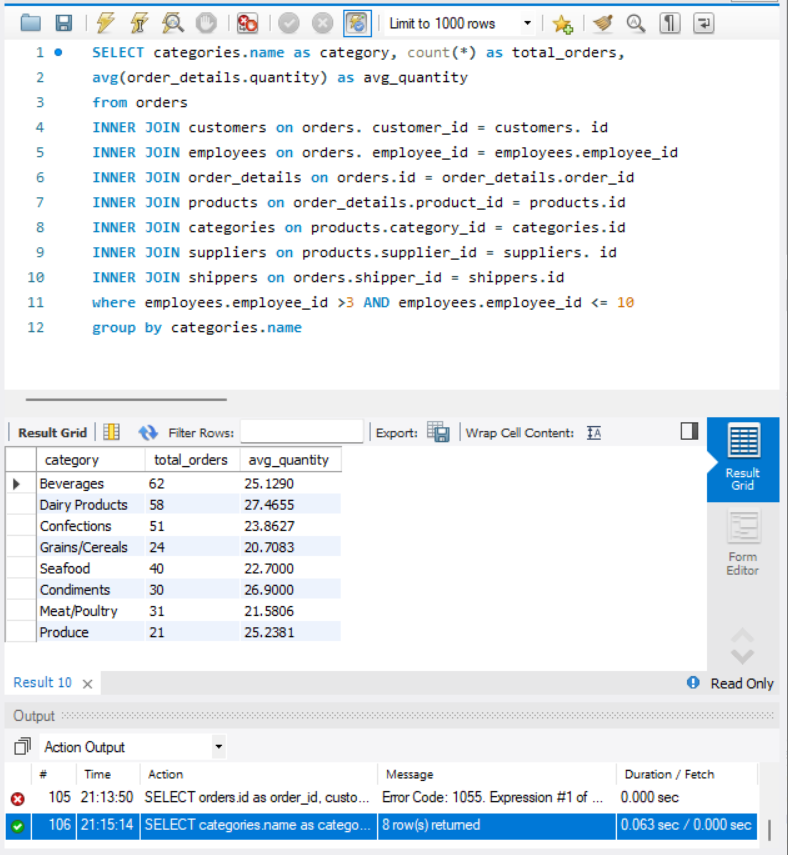 Limit to 1000 rows
1 SELECT categories.name as category, count(*) as total_orders,
2 avg(order_details.quantity) as avg_quantity
3 from orders
4 INNER JOIN customers on orders. customer_id = customers. id
5 INNER JOIN employees on orders. employee_id = employees.employee_id
6 INNER JOIN order_details on orders.id = order_details.order_id
7 INNER JOIN products on order_details.product_id = products.id
8 INNER JOIN categories on products.category_id = categories.id
9 INNER JOIN suppliers on products.supplier_id = suppliers. id
10 INNER JOIN shippers on orders.shipper_id = shippers.id
11 where employees.employee_id >3 AND employees.employee_id <= 10
12 group by categories.name
Result Grid Filter Rows: Export: Wrap Cell Content: IA
category total_orders avg_quantity
Beverages 62 25.1290
Dairy Products 58 27.4655
Confections 51 23.8627
Grains/Cereals 24 20.7083
Seafood 40 22.7000
Condiments 30 26.9000
Meat/Poultry 31 21.5806
Produce 21 25.2381
Result
Grid
Form
Editor
Result 10 Read Only
Output
Action Output
# Time Action Message Duration / Fetch
105 21:13:50 SELECT orders.id as order_id, custo... Error Code: 1055. Expression #1 of ... 0.000 sec
106 21:15:14 SELECT categories.name as catego... 8 row(s) returned 0.063 sec / 0.000 sec